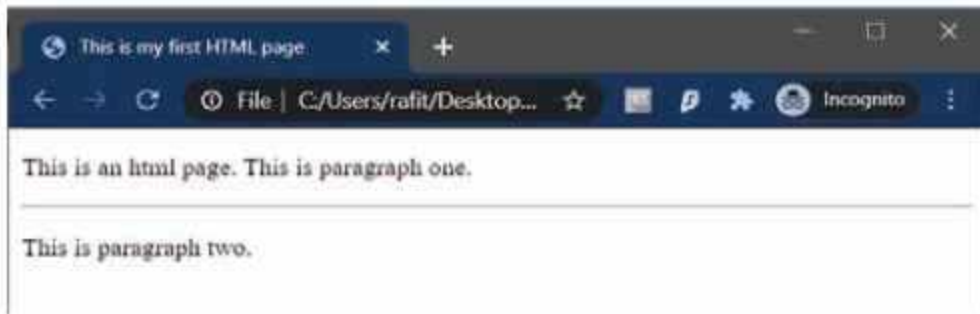 This is my first HTML page
File | C:/Users/rafit/Desktop... Incognito
This is an html page. This is paragraph one.
This is paragraph two.